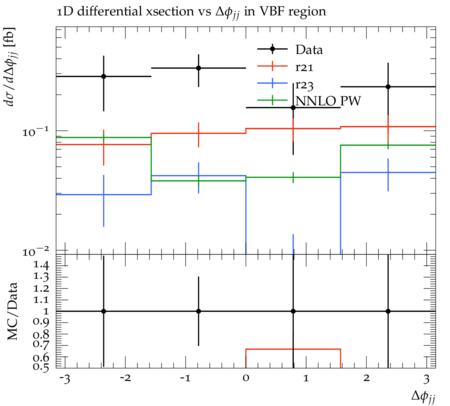 1D differential xsection vs Δϕjj in VBF region
dσ/dΔϕjj [fb]
Data
r21
r23
NNLO PW
10⁻¹
10⁻²
MC/Data
1.4
1.3
1.2
1.1
1
0.9
0.8
0.7
0.6
0.5
-3 -2 -1 0 1 2 3
Δϕjj